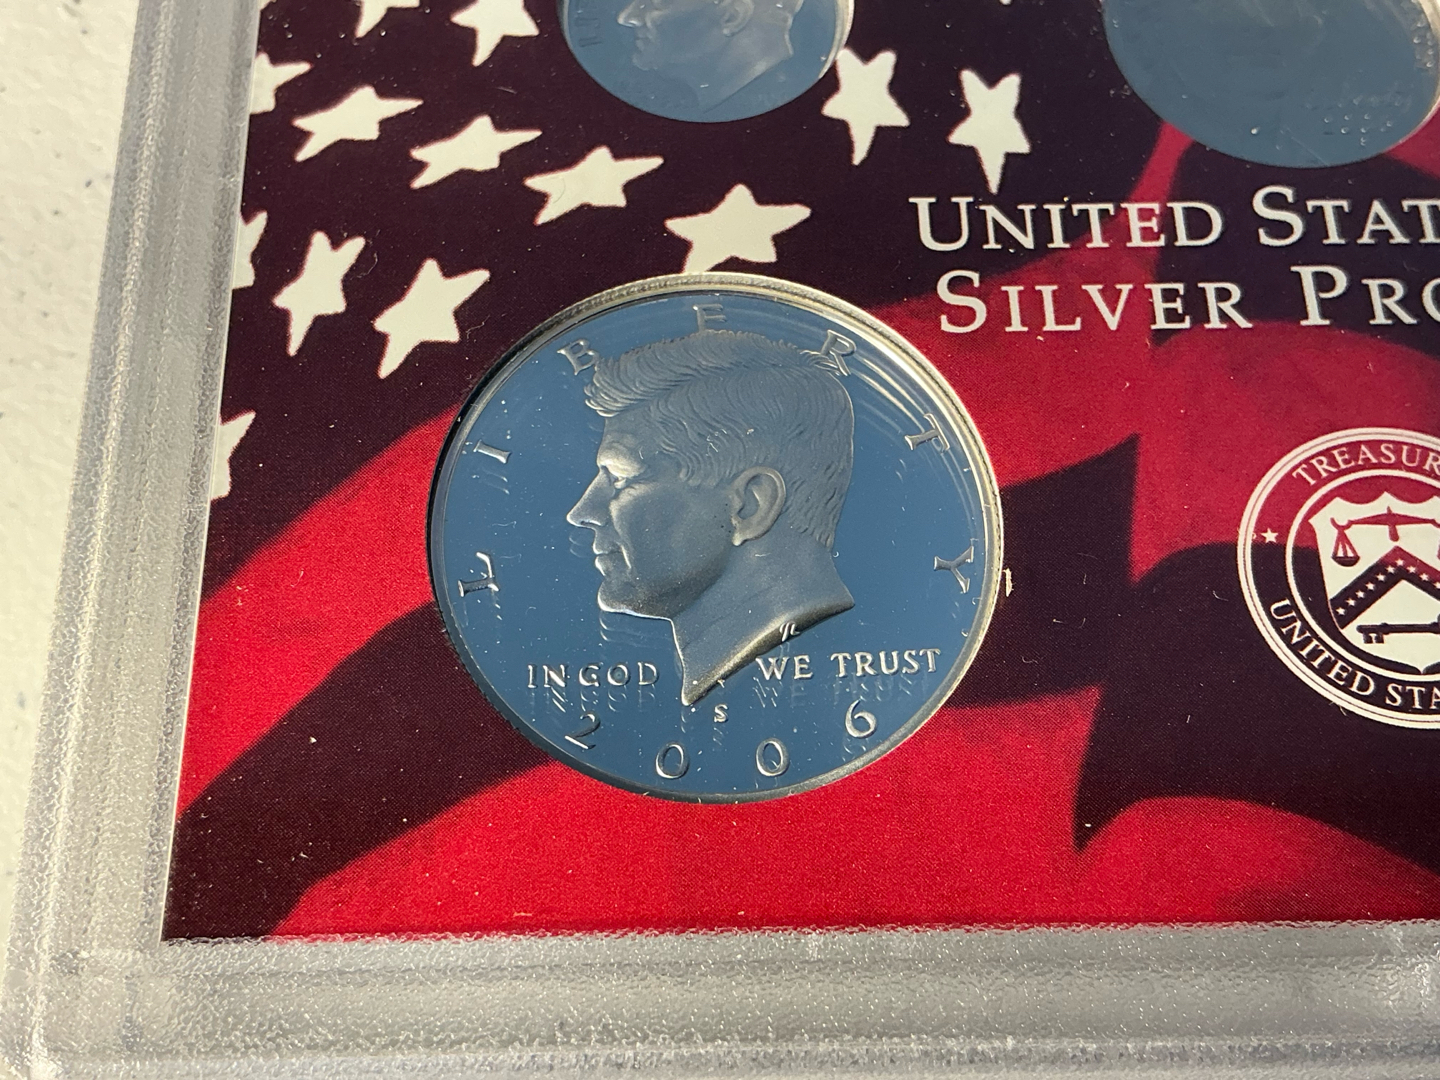 UNITED STAT
SILVER PRO
LIBERTY
IN GOD WE TRUST
S
2006
TREASUR
UNITED STA